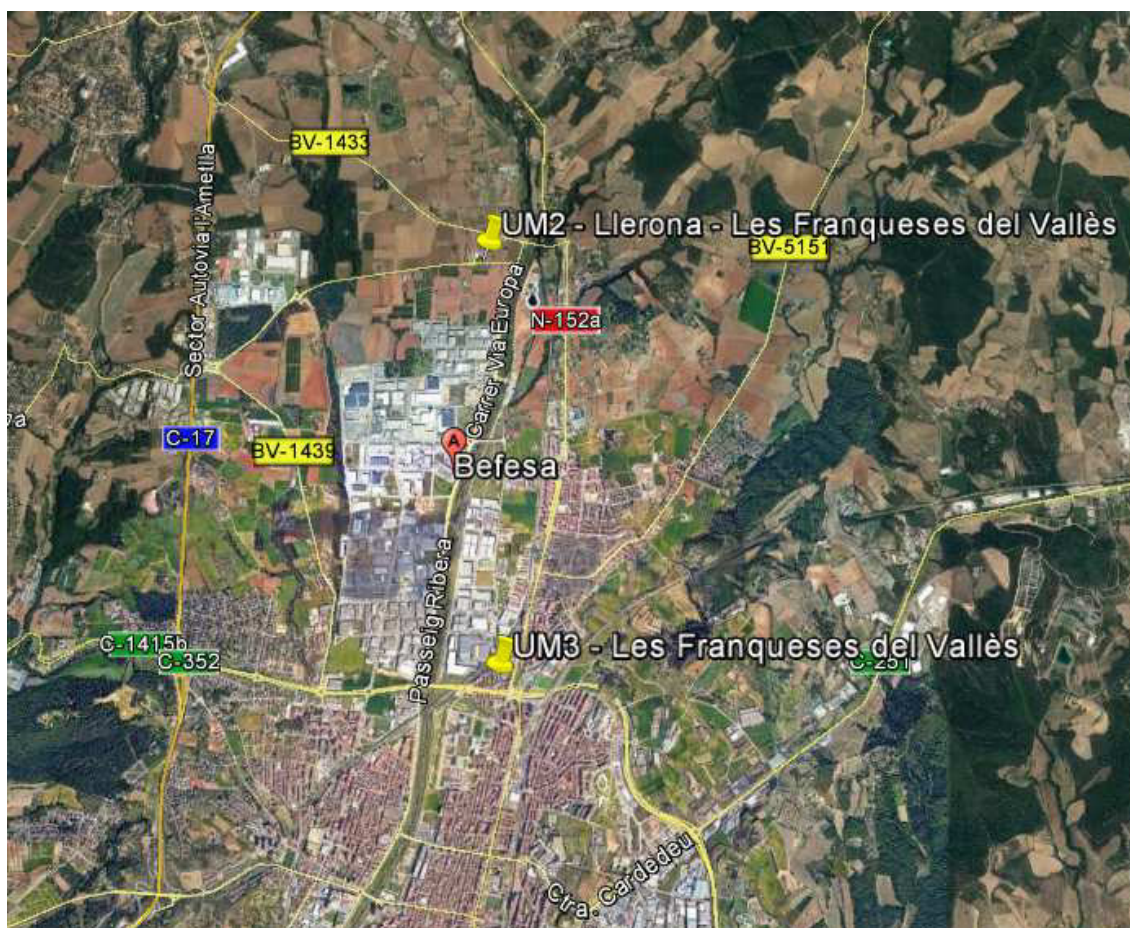 BV-1433
Sector Autovia l'Ametlla
UM2 - Llerona - Les Franqueses del Vallès
BV-5151
Carrer Via Europa
N-152a
7a
C-17
BV-1439
A
Befesa
Passeig Ribera
C-1415b
C-352
UM3 - Les Franqueses del Vallès
C-251
Ctra. Cardedeu